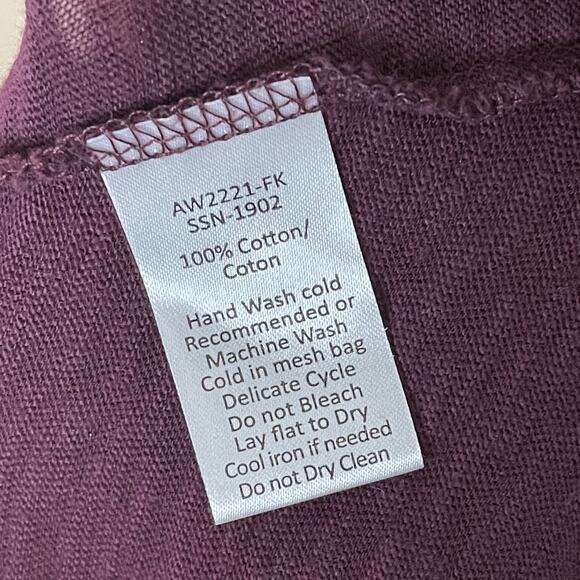 AW2221-FK
SSN-1902
100% Cotton/
Coton
Hand Wash cold
Recommended or
Machine Wash
Cold in mesh bag
Delicate Cycle
Do not Bleach
Lay flat to Dry
Cool iron if needed
Do not Dry Clean